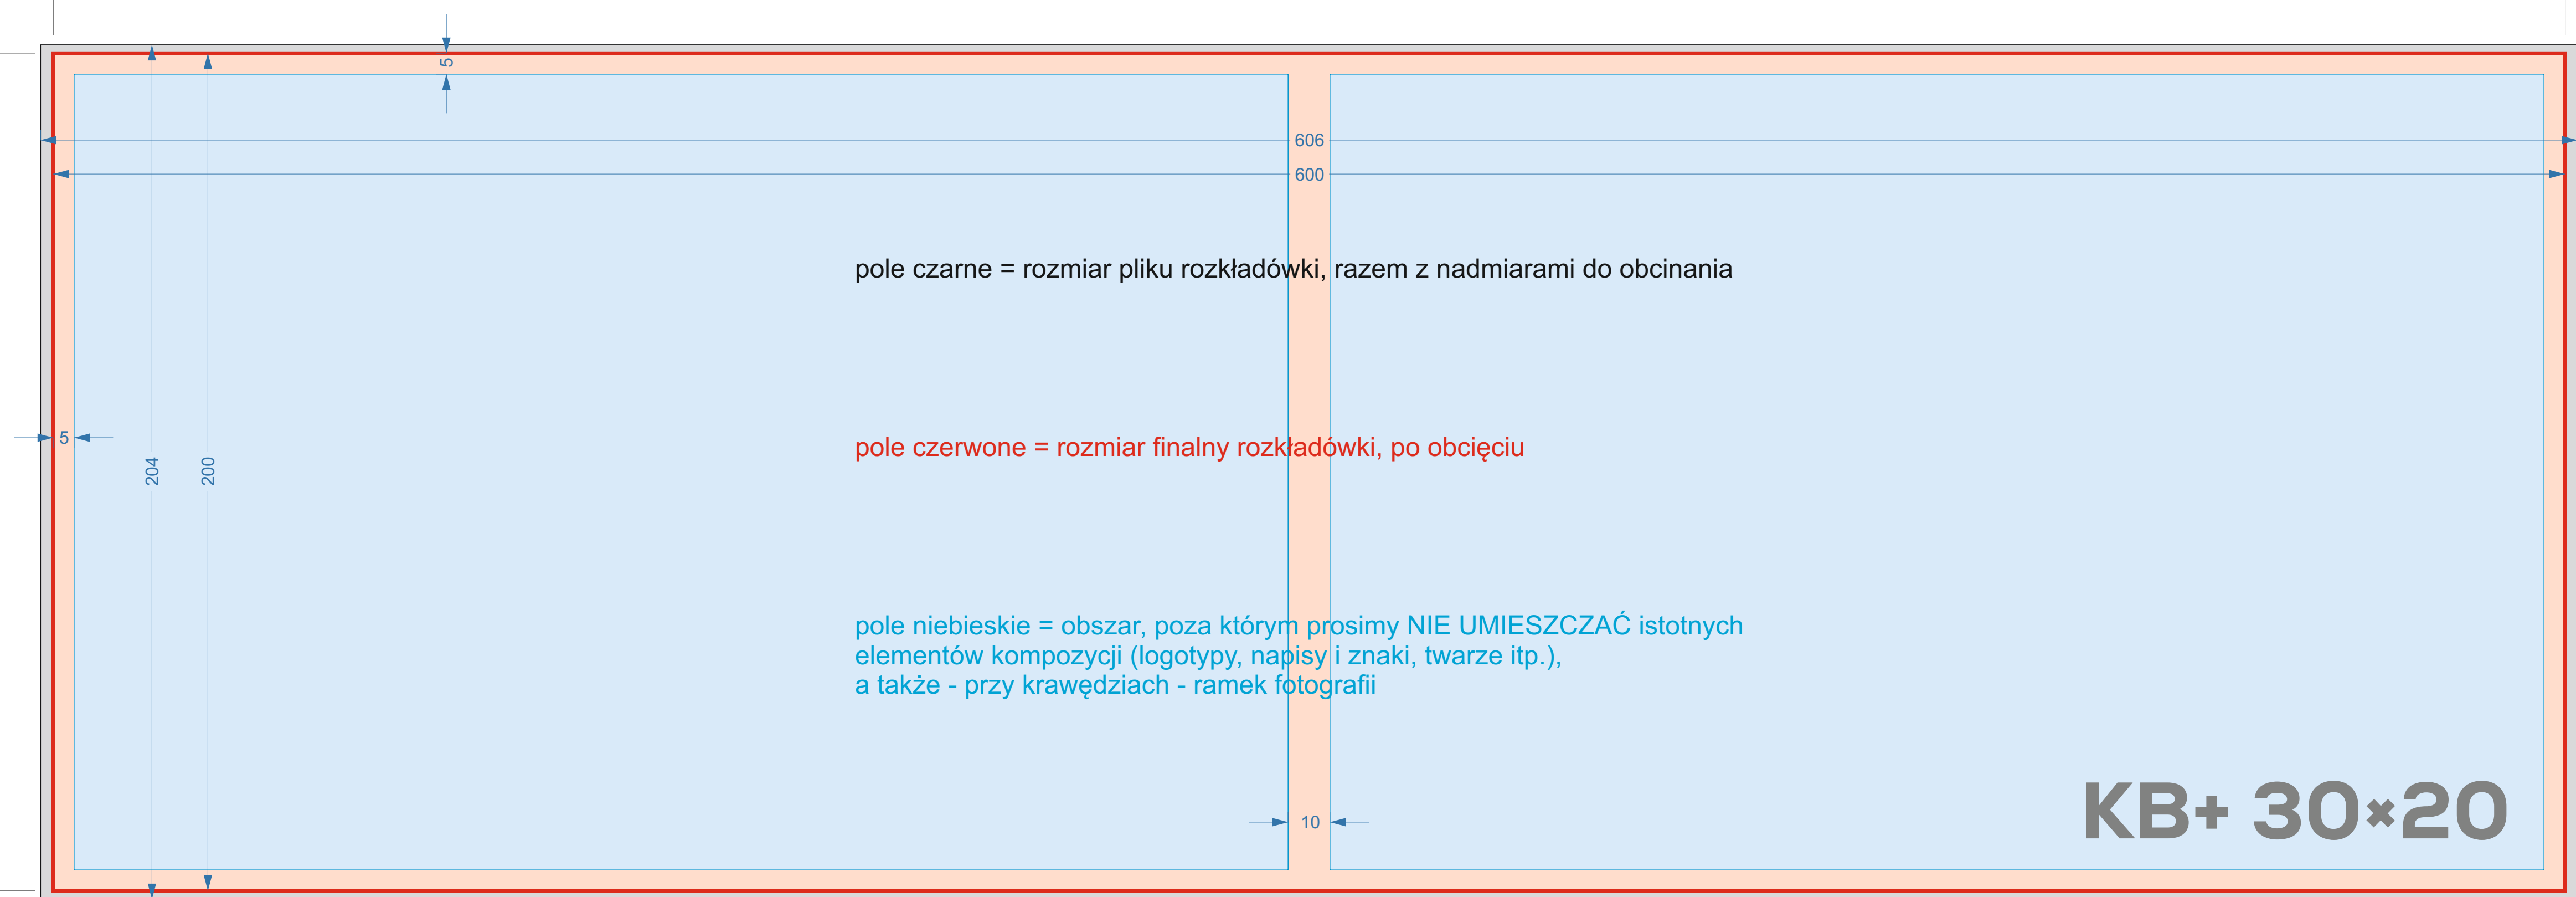 5
606
600
pole czarne = rozmiar pliku rozkładówki, razem z nadmiarami do obcinania
pole czerwone = rozmiar finalny rozkładówki, po obcięciu
5
204
200
pole niebieskie = obszar, poza którym prosimy NIE UMIESZCZAĆ istotnych
elementów kompozycji (logotypy, napisy i znaki, twarze itp.),
a także - przy krawędziach - ramek fotografii
10
KB+ 30×20